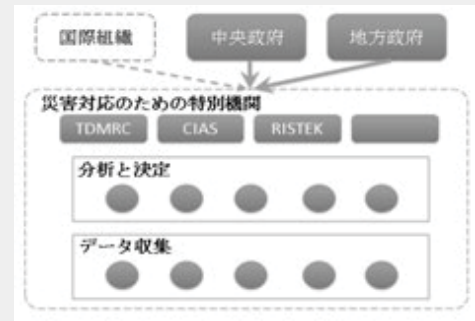 国際組織
中央政府
地方政府
災害対応のための特別機関
TDMRC
CIAS
RISTEK
分析と決定
データ収集